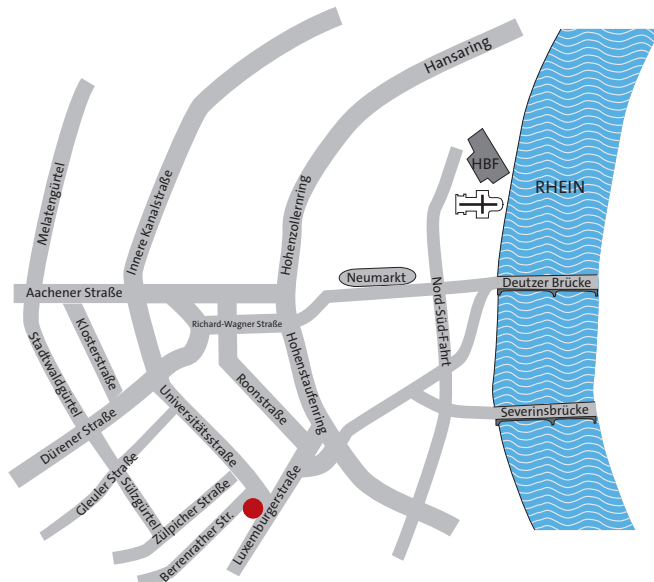 Hansaring
HBF
RHEIN
Melatengürtel
Innere Kanalstraße
Hohenzollernring
Neumarkt
Nord-Süd-Fahrt
Deutzer Brücke
Aachener Straße
Richard-Wagner Straße
Klosterstraße
Stadtwaldgürtel
Hohenstaufenring
Roonstraße
Universitätsstraße
Severinsbrücke
Dürener Straße
Gleuler Straße
Sülzgürtel
Zülpicher Straße
Berrenrather Str.
Luxemburgerstraße